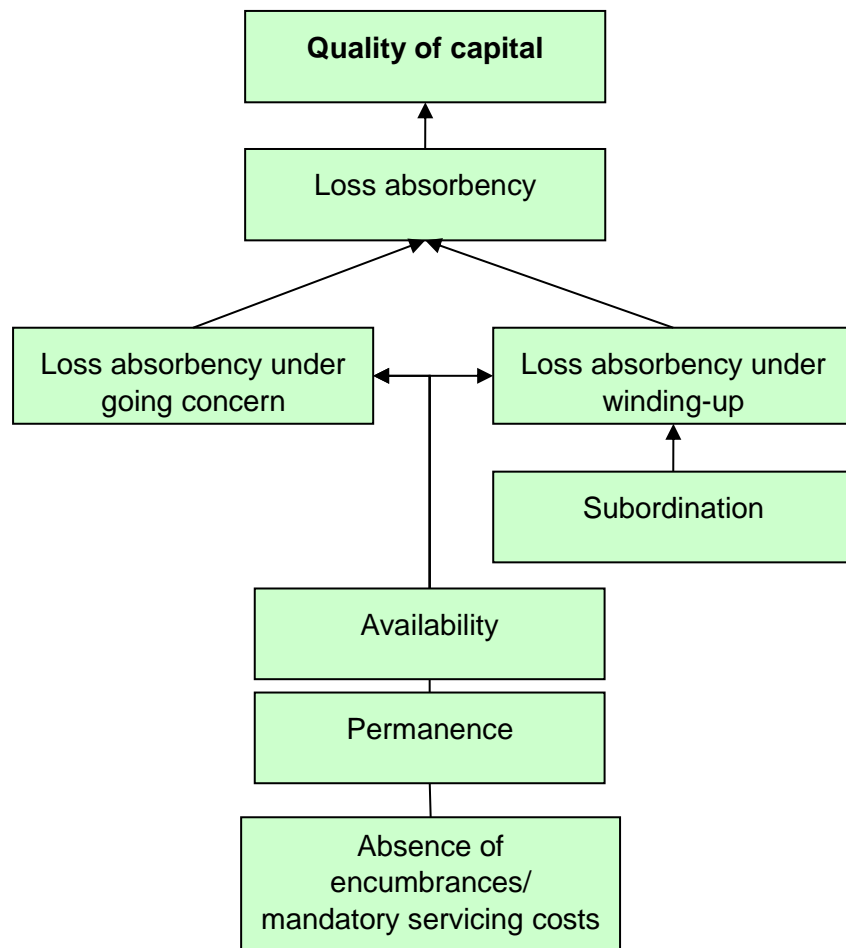 Quality of capital
Loss absorbency
Loss absorbency under
going concern
Loss absorbency under
winding-up
Subordination
Availability
Permanence
Absence of
encumbrances/
mandatory servicing costs